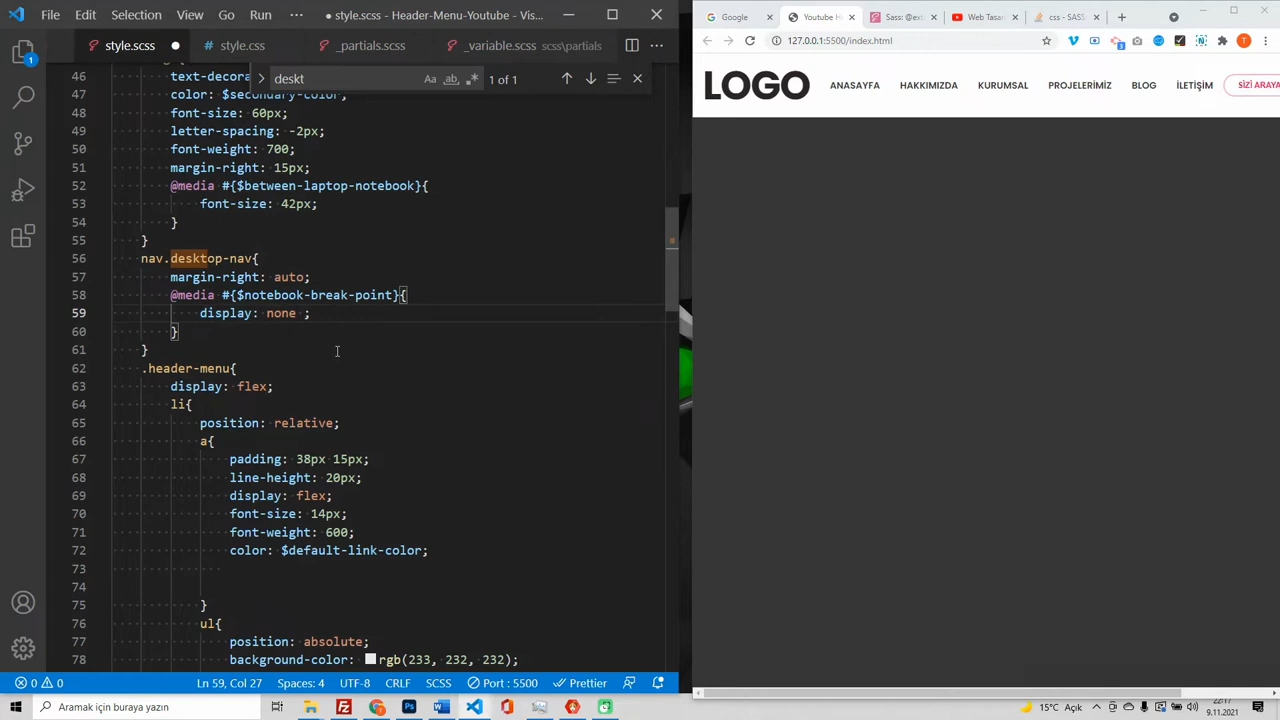 File Edit Selection View Go Run ··· ● style.scss - Header-Menu-Youtube - Vis...
style.scss ● style.css _partials.scss _variable.scss scss\partials
deskt Aa ab .* 1 of 1
47 color: $secondary-color;
48 font-size: 60px;
49 letter-spacing: -2px;
50 font-weight: 700;
51 margin-right: 15px;
52 @media #{$between-laptop-notebook}{
53 font-size: 42px;
54 }
55 }
56 nav.desktop-nav{
57 margin-right: auto;
58 @media #{$notebook-break-point}{
59 display: none ;
60 }
61 }
62 .header-menu{
63 display: flex;
64 li{
65 position: relative;
66 a{
67 padding: 38px 15px;
68 line-height: 20px;
69 display: flex;
70 font-size: 14px;
71 font-weight: 600;
72 color: $default-link-color;
73
74
75 }
76 ul{
77 position: absolute;
78 background-color: rgb(233, 232, 232);
0 0 Port : 5500 Ln 59, Col 27 Spaces: 4 UTF-8 CRLF SCSS Prettier
Google Youtube H Sass: @ext Web Tasar css - SASS
127.0.0.1:5500/index.html
LOGO ANASAYFA HAKKIMIZDA KURUMSAL PROJELERİMİZ BLOG İLETİŞİM SİZİ ARAYA
Aramak için buraya yazın
15°C Açık
22:17
9.11.2021